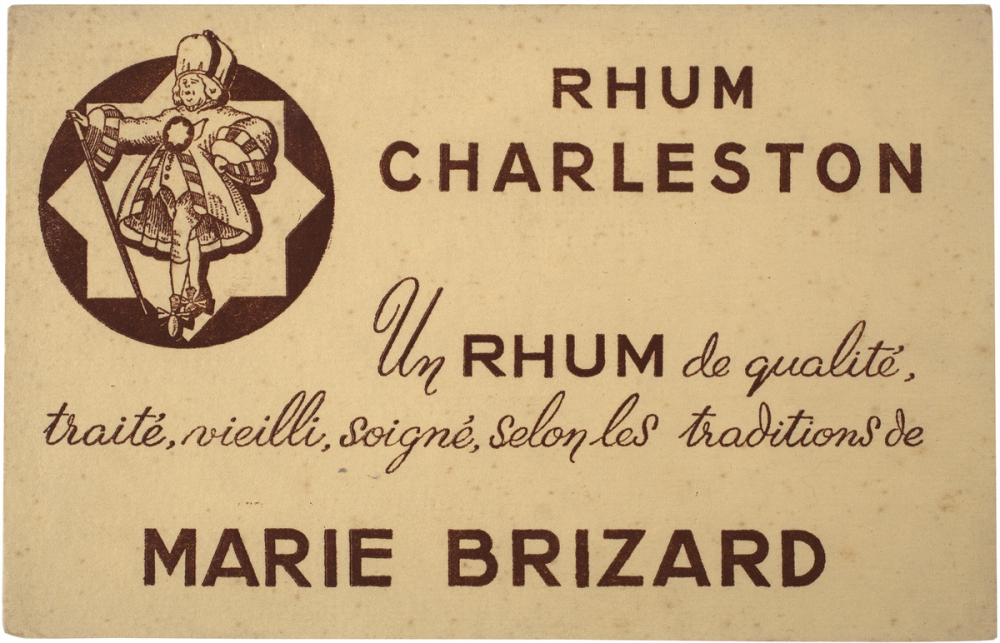 RHUM
CHARLESTON
Un RHUM de qualité,
traité, vieilli, soigné, selon les traditions de
MARIE BRIZARD